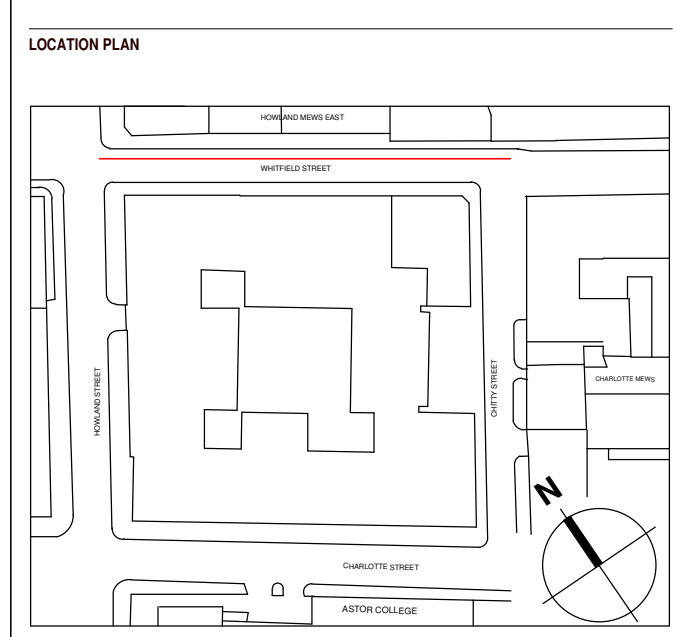 LOCATION PLAN
HOWLAND MEWS EAST
WHITFIELD STREET
HOWLAND STREET
CHITTY STREET
CHARLOTTE MEWS
N
CHARLOTTE STREET
ASTOR COLLEGE